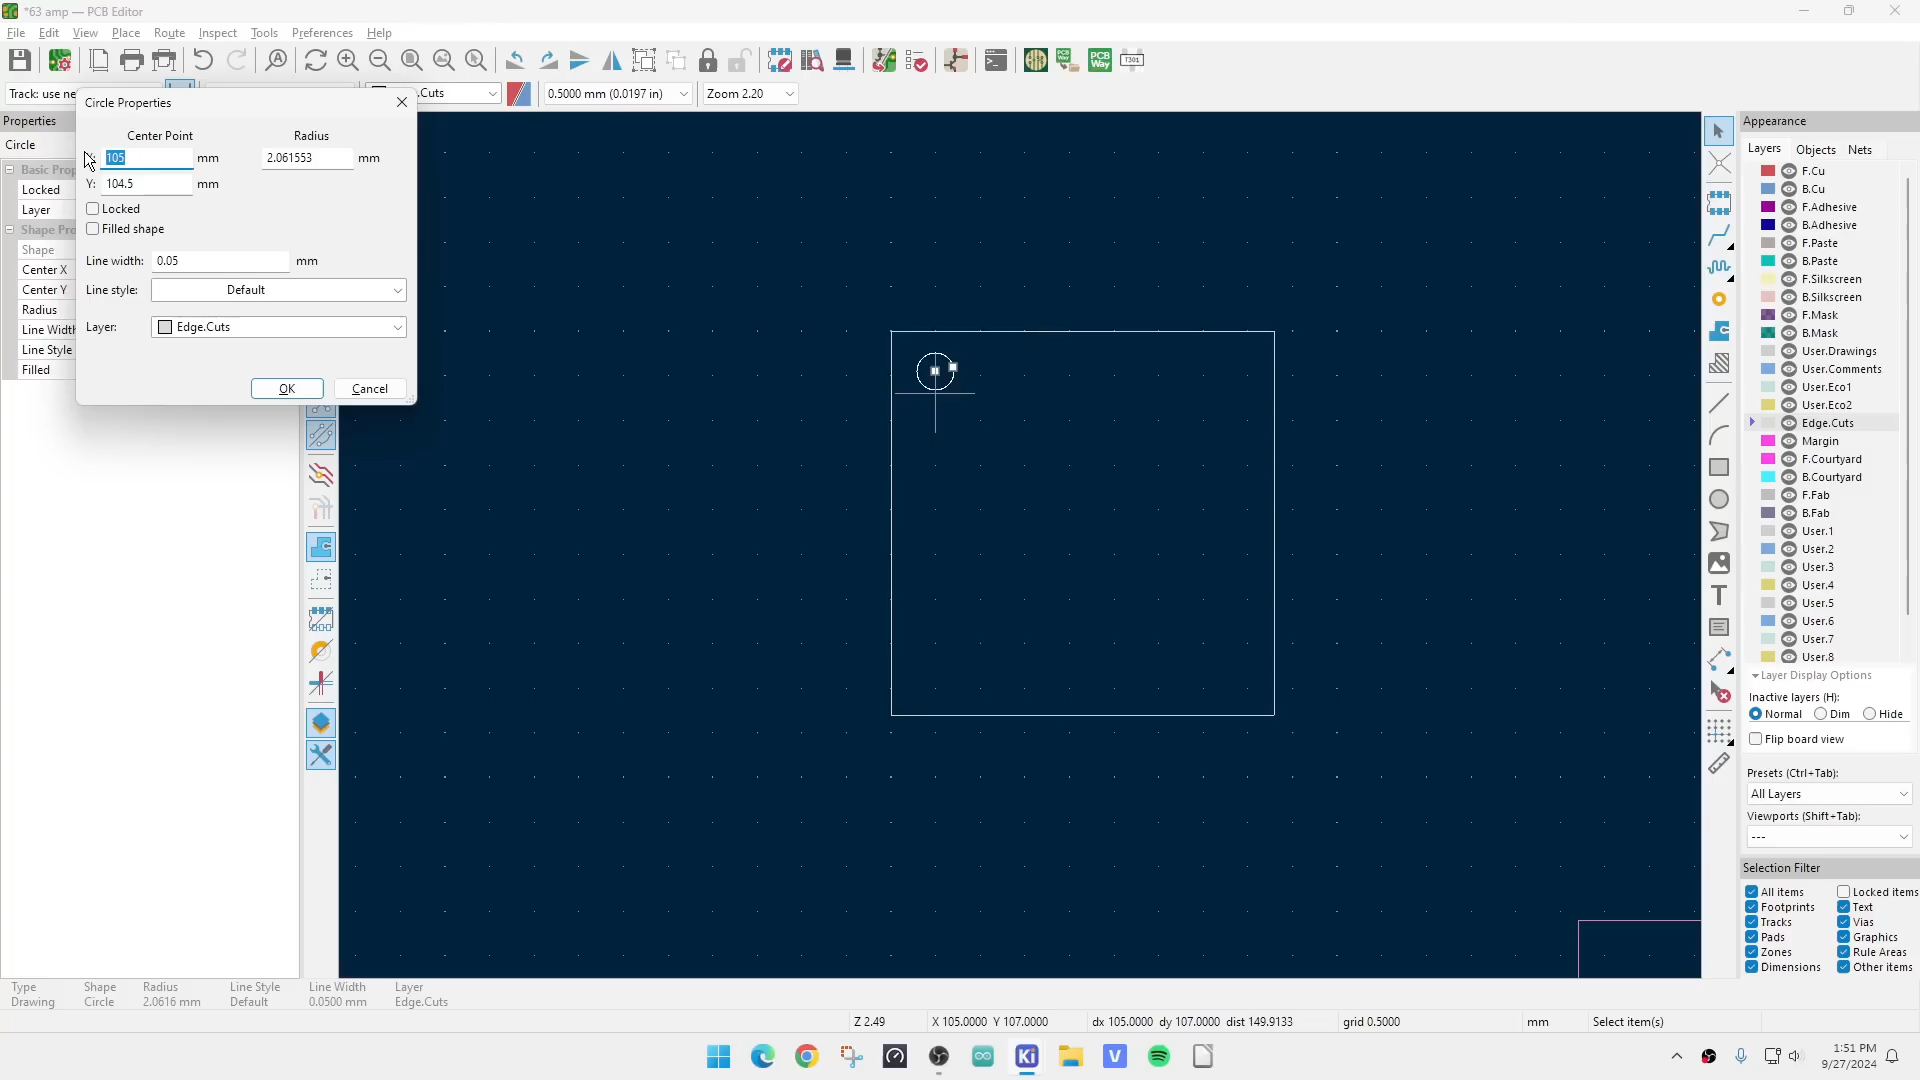 *63 amp — PCB Editor
File Edit View Place Route Inspect Tools Preferences Help
Track: use ne
.Cuts
0.5000 mm (0.0197 in)
Zoom 2.20
Properties
Circle
Basic Prop
Locked
Layer
Shape Pro
Shape
Center X
Center Y
Radius
Line Width
Line Style
Filled
Circle Properties
Center Point
Radius
105 mm
2.061553 mm
Y: 104.5 mm
Locked
Filled shape
Line width: 0.05 mm
Line style: Default
Layer: Edge.Cuts
OK
Cancel
PCB Way
PCB Way
T301
Appearance
Layers Objects Nets
F.Cu
B.Cu
F.Adhesive
B.Adhesive
F.Paste
B.Paste
F.Silkscreen
B.Silkscreen
F.Mask
B.Mask
User.Drawings
User.Comments
User.Eco1
User.Eco2
Edge.Cuts
Margin
F.Courtyard
B.Courtyard
F.Fab
B.Fab
User.1
User.2
User.3
User.4
User.5
User.6
User.7
User.8
Layer Display Options
Inactive layers (H):
Normal Dim Hide
Flip board view
Presets (Ctrl+Tab):
All Layers
Viewports (Shift+Tab):
---
Selection Filter
All items Locked items
Footprints Text
Tracks Vias
Pads Graphics
Zones Rule Areas
Dimensions Other items
Type Shape Radius Line Style Line Width Layer
Drawing Circle 2.0616 mm Default 0.0500 mm Edge.Cuts
Z 2.49 X 105.0000 Y 107.0000 dx 105.0000 dy 107.0000 dist 149.9133 grid 0.5000 mm Select item(s)
Ki
V
1:51 PM
9/27/2024